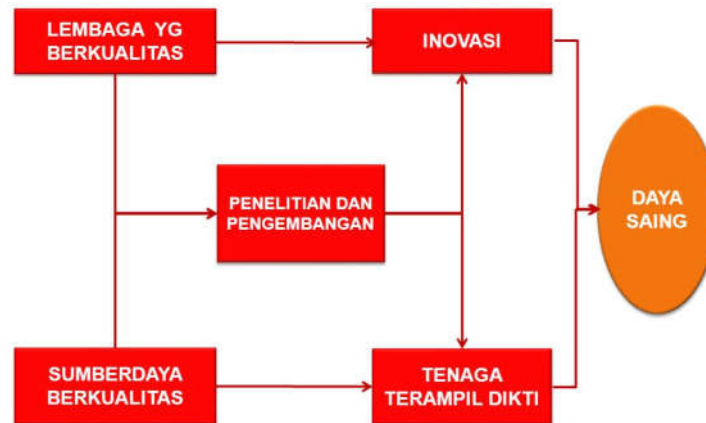 LEMBAGA YG
BERKUALITAS
INOVASI
PENELITIAN DAN
PENGEMBANGAN
DAYA
SAING
SUMBERDAYA
BERKUALITAS
TENAGA
TERAMPIL DIKTI